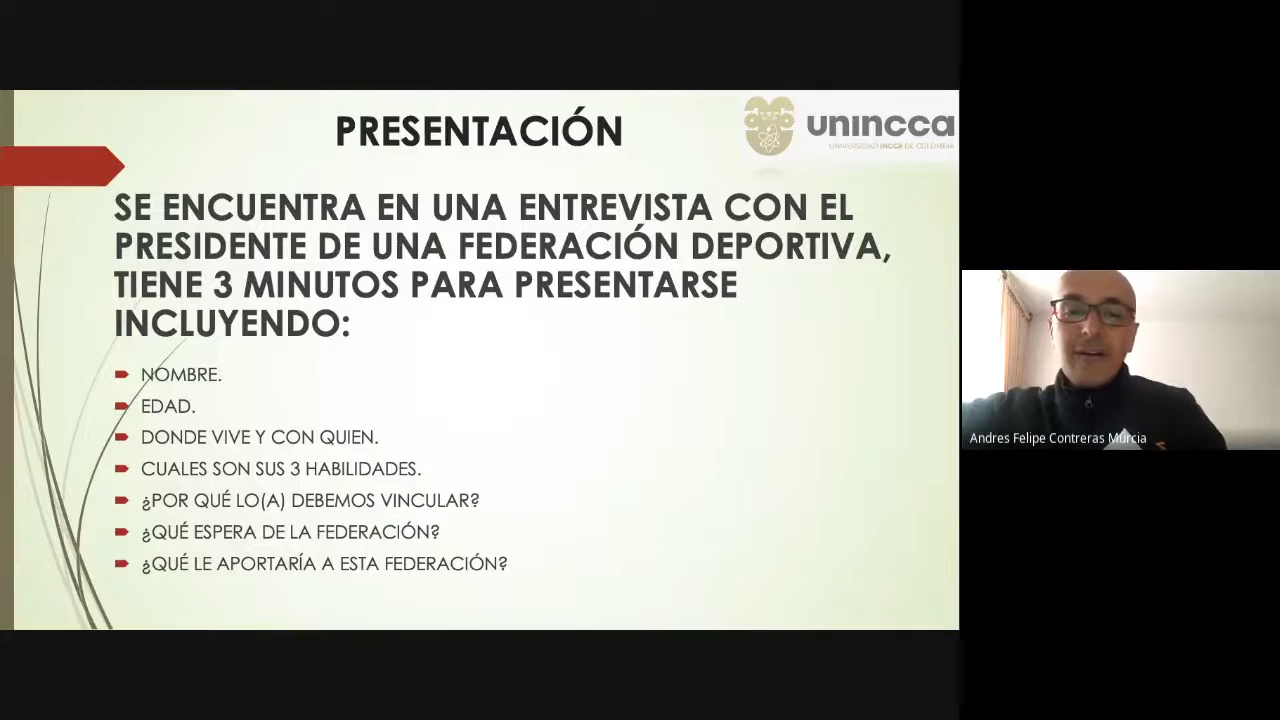 PRESENTACIÓN
unincca
UNIVERSIDAD INCCA DE COLOMBIA
SE ENCUENTRA EN UNA ENTREVISTA CON EL
PRESIDENTE DE UNA FEDERACIÓN DEPORTIVA,
TIENE 3 MINUTOS PARA PRESENTARSE
INCLUYENDO:
NOMBRE.
EDAD.
DONDE VIVE Y CON QUIEN.
CUALES SON SUS 3 HABILIDADES.
¿POR QUÉ LO(A) DEBEMOS VINCULAR?
¿QUÉ ESPERA DE LA FEDERACIÓN?
¿QUÉ LE APORTARÍA A ESTA FEDERACIÓN?
Andres Felipe Contreras Murcia